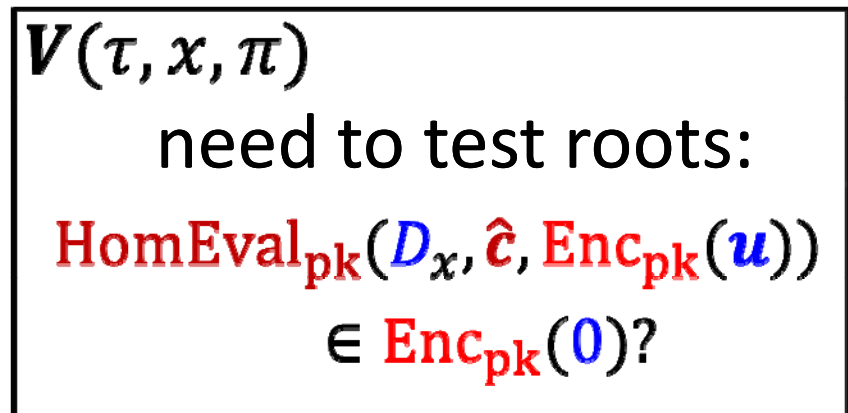 V(τ, x, π)
need to test roots:
HomEval_pk(D_x, ĉ, Enc_pk(u))
∈ Enc_pk(0)?